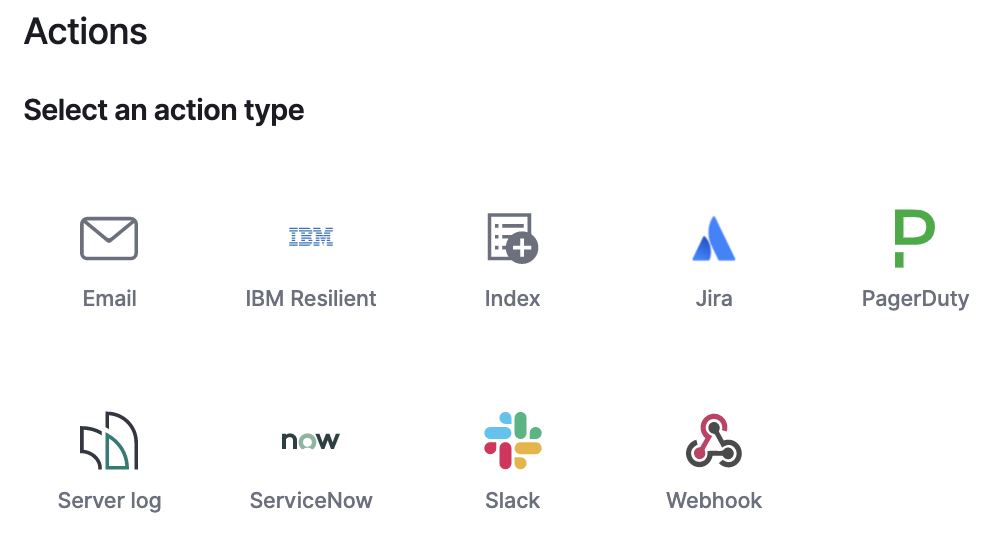 Actions
Select an action type
IBM
Email IBM Resilient Index Jira PagerDuty
now
Server log ServiceNow Slack Webhook